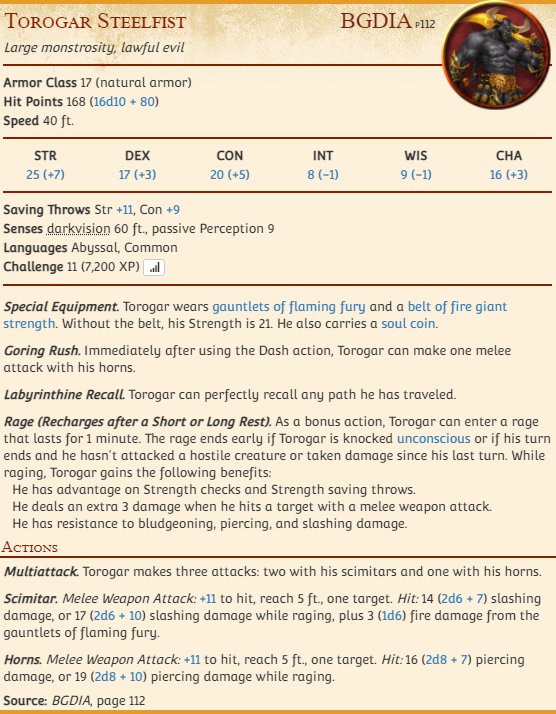 Torogar Steelfist BGDIA P112
Large monstrosity, lawful evil
Armor Class 17 (natural armor)
Hit Points 168 (16d10 + 80)
Speed 40 ft.
STR DEX CON INT WIS CHA
25 (+7) 17 (+3) 20 (+5) 8 (−1) 9 (−1) 16 (+3)
Saving Throws Str +11, Con +9
Senses darkvision 60 ft., passive Perception 9
Languages Abyssal, Common
Challenge 11 (7,200 XP)
Special Equipment. Torogar wears gauntlets of flaming fury and a belt of fire giant
strength. Without the belt, his Strength is 21. He also carries a soul coin.
Goring Rush. Immediately after using the Dash action, Torogar can make one melee
attack with his horns.
Labyrinthine Recall. Torogar can perfectly recall any path he has traveled.
Rage (Recharges after a Short or Long Rest). As a bonus action, Torogar can enter a rage
that lasts for 1 minute. The rage ends early if Torogar is knocked unconscious or if his turn
ends and he hasn't attacked a hostile creature or taken damage since his last turn. While
raging, Torogar gains the following benefits:
He has advantage on Strength checks and Strength saving throws.
He deals an extra 3 damage when he hits a target with a melee weapon attack.
He has resistance to bludgeoning, piercing, and slashing damage.
Actions
Multiattack. Torogar makes three attacks: two with his scimitars and one with his horns.
Scimitar. Melee Weapon Attack: +11 to hit, reach 5 ft., one target. Hit: 14 (2d6 + 7) slashing
damage, or 17 (2d6 + 10) slashing damage while raging, plus 3 (1d6) fire damage from the
gauntlets of flaming fury.
Horns. Melee Weapon Attack: +11 to hit, reach 5 ft., one target. Hit: 16 (2d8 + 7) piercing
damage, or 19 (2d8 + 10) piercing damage while raging.
Source: BGDIA, page 112